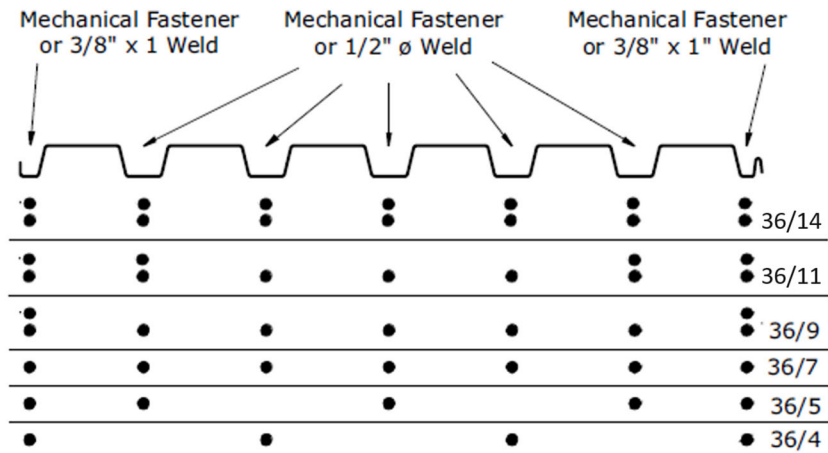 Mechanical Fastener
or 3/8" x 1 Weld
Mechanical Fastener
or 1/2" ø Weld
Mechanical Fastener
or 3/8" x 1" Weld
36/14
36/11
36/9
36/7
36/5
36/4